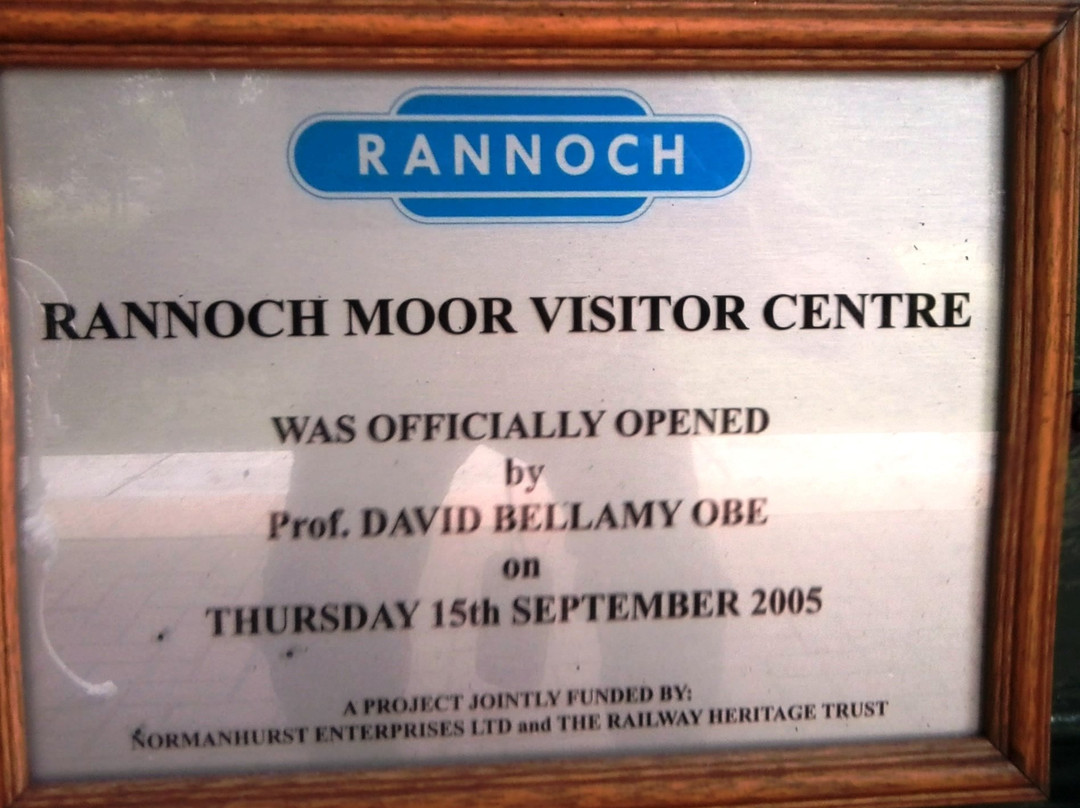 RANNOCH
RANNOCH MOOR VISITOR CENTRE
WAS OFFICIALLY OPENED
by
Prof. DAVID BELLAMY OBE
on
THURSDAY 15th SEPTEMBER 2005
A PROJECT JOINTLY FUNDED BY:
NORMANHURST ENTERPRISES LTD and THE RAILWAY HERITAGE TRUST